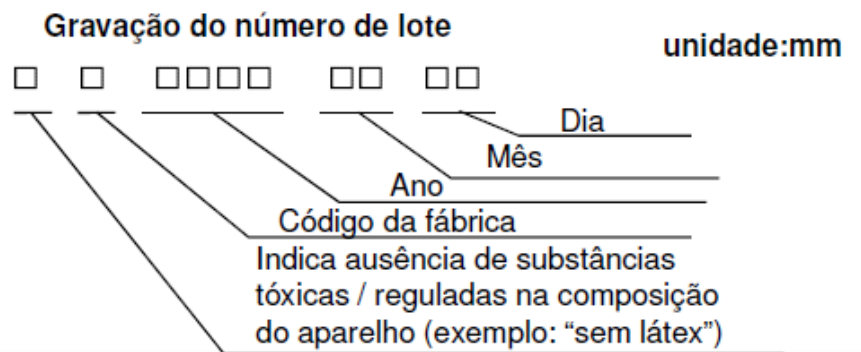 Gravação do número de lote
unidade:mm
□ □ □□□□ □□ □□
Dia
Mês
Ano
Código da fábrica
Indica ausência de substâncias
tóxicas / reguladas na composição
do aparelho (exemplo: “sem látex”)